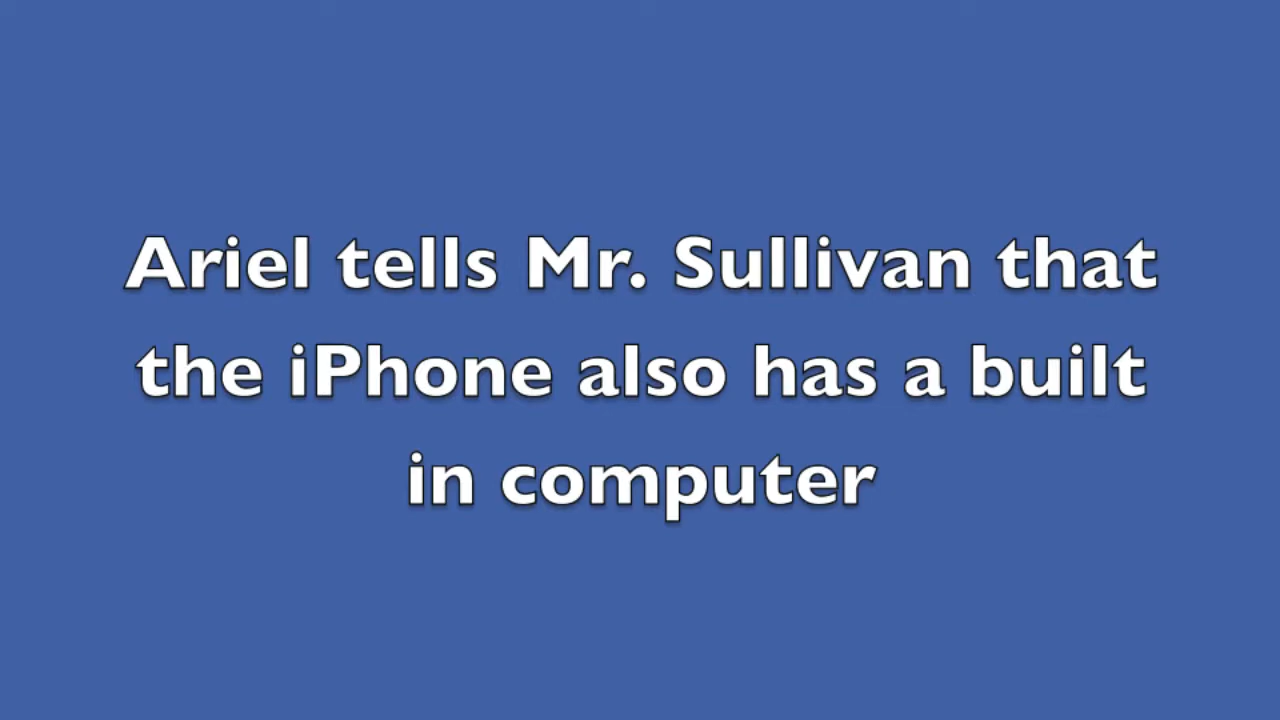 Ariel tells Mr. Sullivan that
the iPhone also has a built
in computer